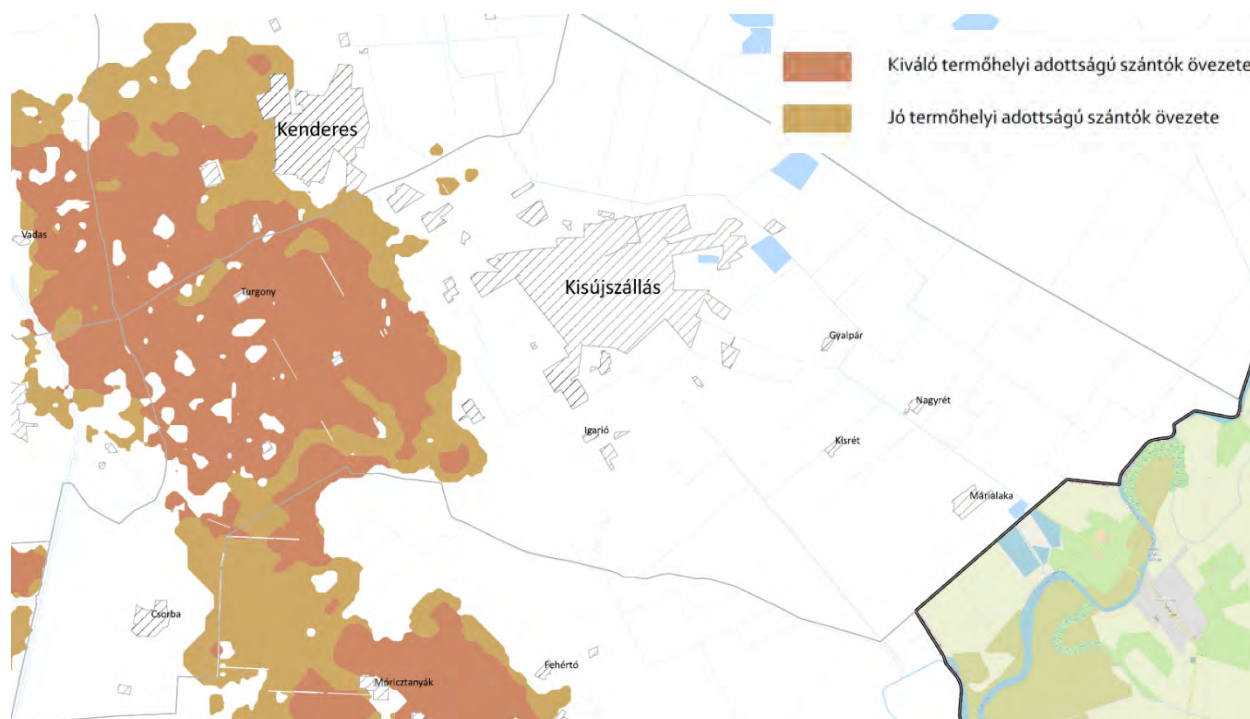 Kiváló termőhelyi adottságú szántók övezete
Jó termőhelyi adottságú szántók övezete
Kenderes
Vadas
Turgony
Kisújszállás
Gyalpár
Nagyrét
Igarió
Kisrét
Márialaka
Csorba
Fehértó
Móricztanyák